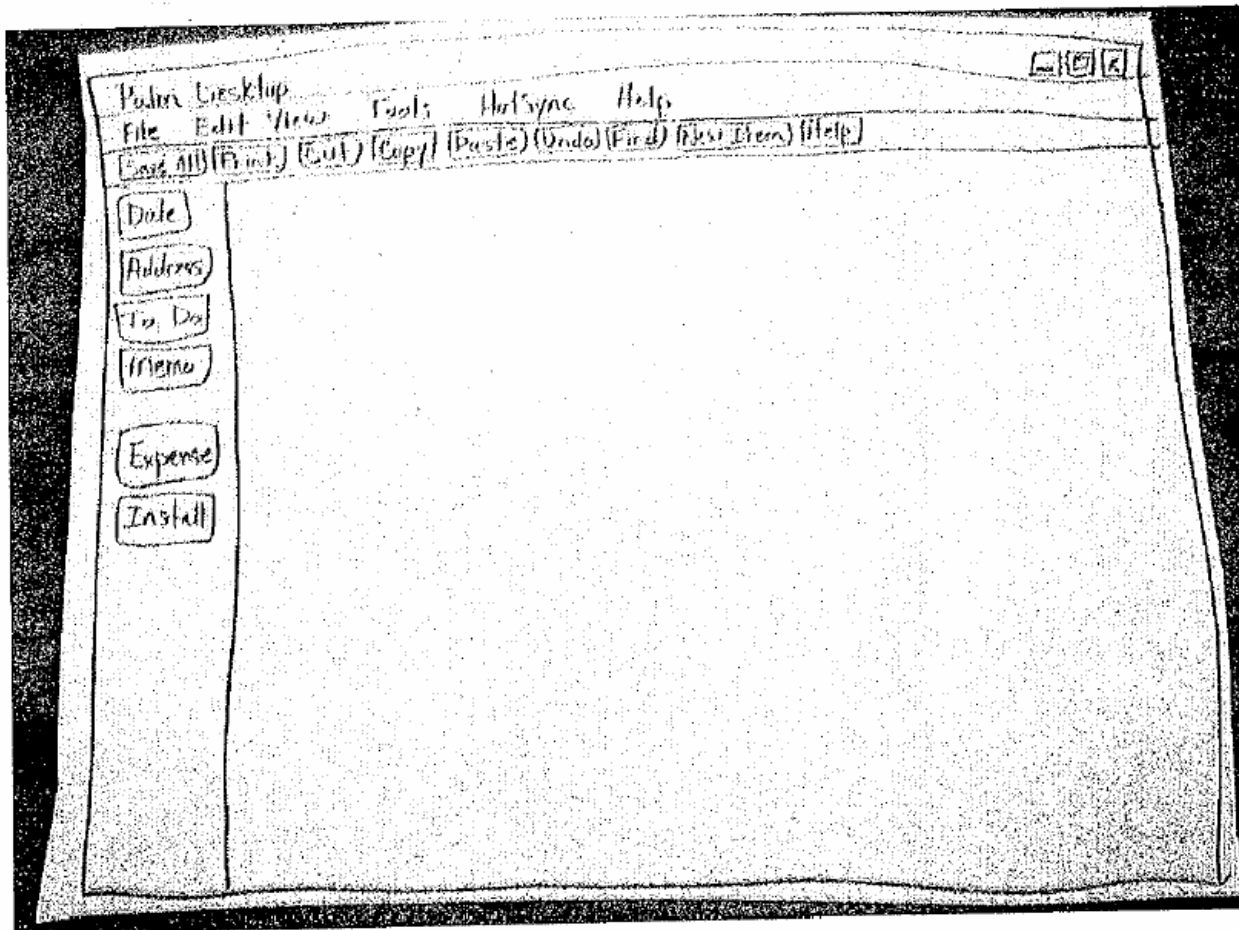 Palm Desktop
File Edit View Tools HotSync Help
Save All Print Cut Copy Paste Undo Find New Item Help
Date
Address
To Do
Memo
Expense
Install